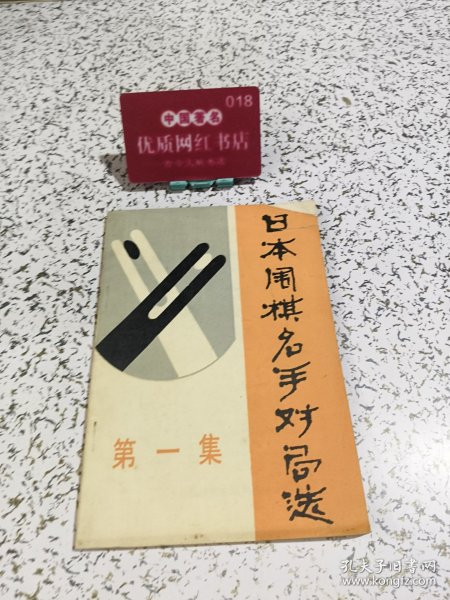 018
中国著名
优质网红书店
日本围棋名手对局选
第一集
孔夫子旧书网
www.kongfz.com